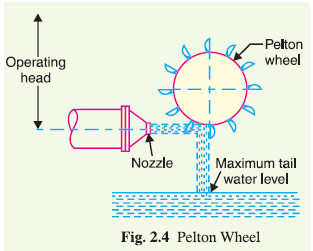 Operating
head
Pelton
wheel
Nozzle
Maximum tail
water level
Fig. 2.4 Pelton Wheel